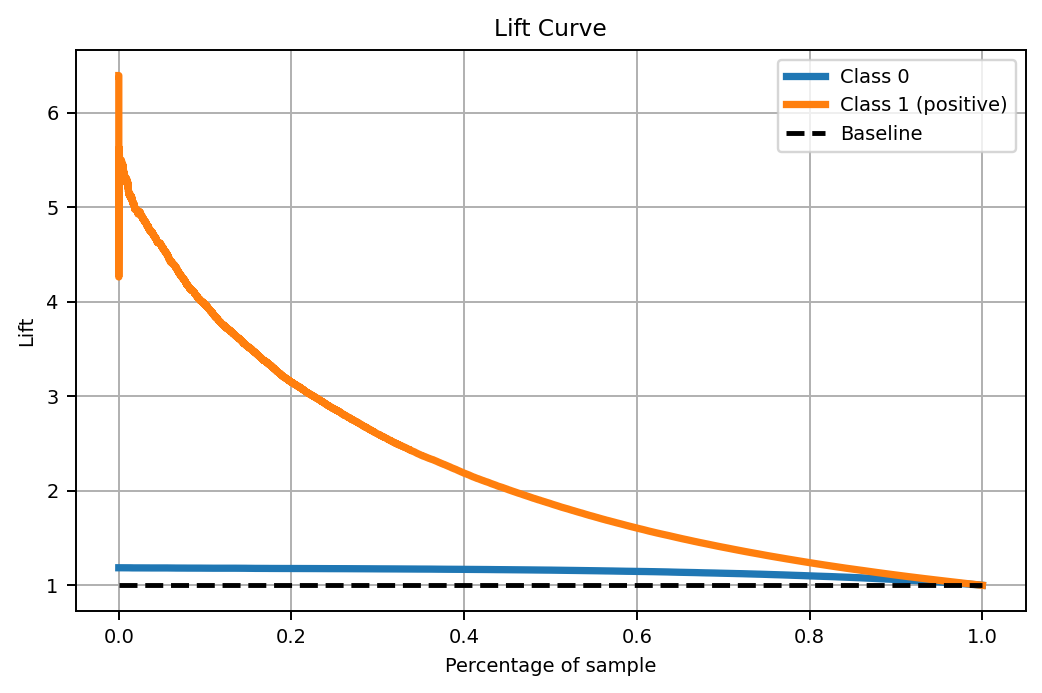 Lift Curve
Class 0
Class 1 (positive)
Baseline
6
5
4
3
2
1
Lift
0.0 0.2 0.4 0.6 0.8 1.0
Percentage of sample